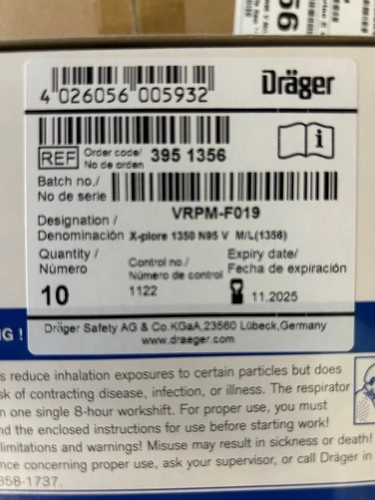 56
4 026056 005932
Dräger
REF Order code/ No de orden 395 1356
i
Batch no./
No de serie
VRPM-F019
Designation /
Denominación X-plore 1350 N95 V M/L(1356)
Quantity / Número
Control no./ Número de control
Expiry date/ Fecha de expiración
10
1122
11.2025
Dräger Safety AG & Co.KGaA,23560 Lübeck,Germany
www.draeger.com
G !
s reduce inhalation exposures to certain particles but does
sk of contracting disease, infection, or illness. The respirator
n one single 8-hour workshift. For proper use, you must
d the enclosed instructions for use before starting work!
limitations and warnings! Misuse may result in sickness or death!
nce concerning proper use, ask your supervisor, or call Dräger in
858-1737.